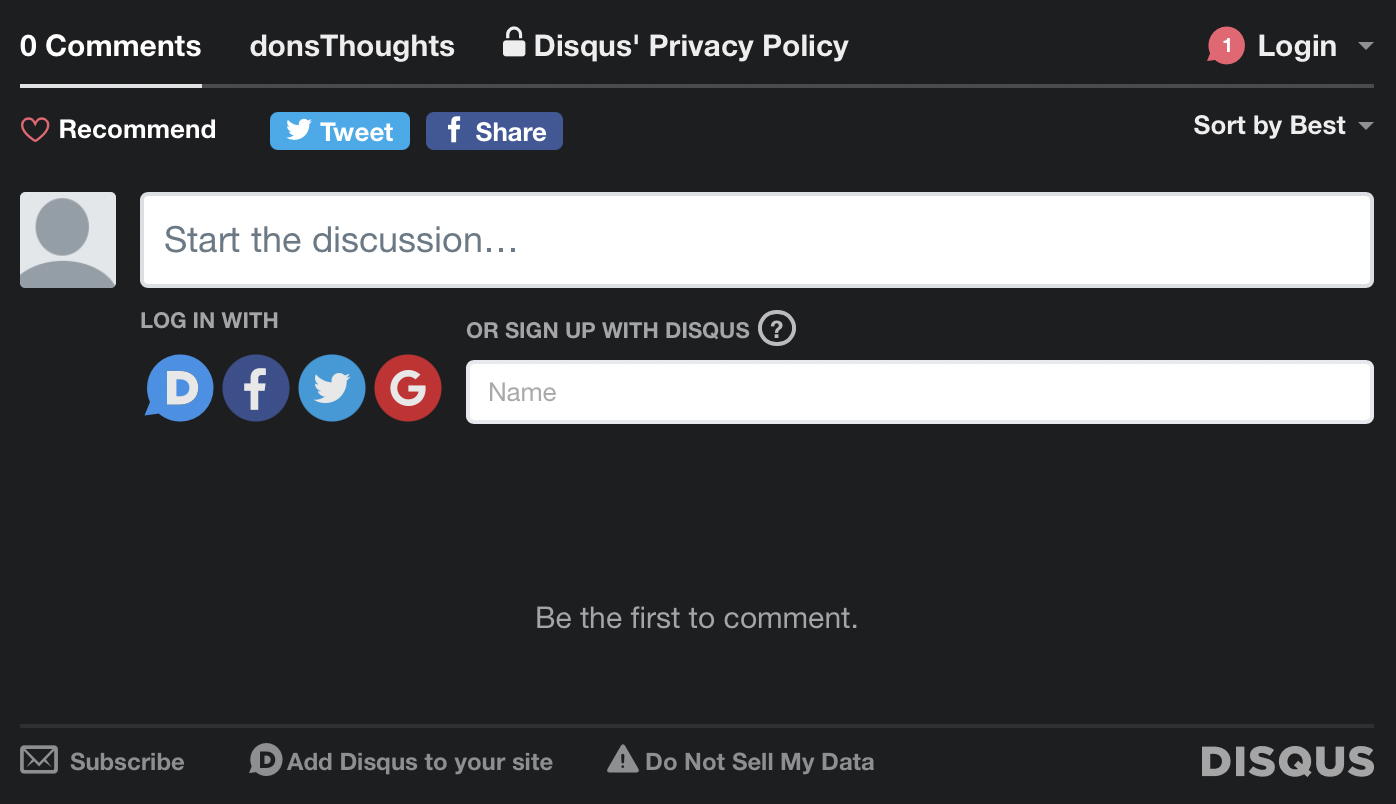 0 Comments donsThoughts Disqus' Privacy Policy 1 Login
Recommend Tweet f Share Sort by Best
Start the discussion…
LOG IN WITH
OR SIGN UP WITH DISQUS ?
D f G
Name
Be the first to comment.
Subscribe D Add Disqus to your site Do Not Sell My Data DISQUS